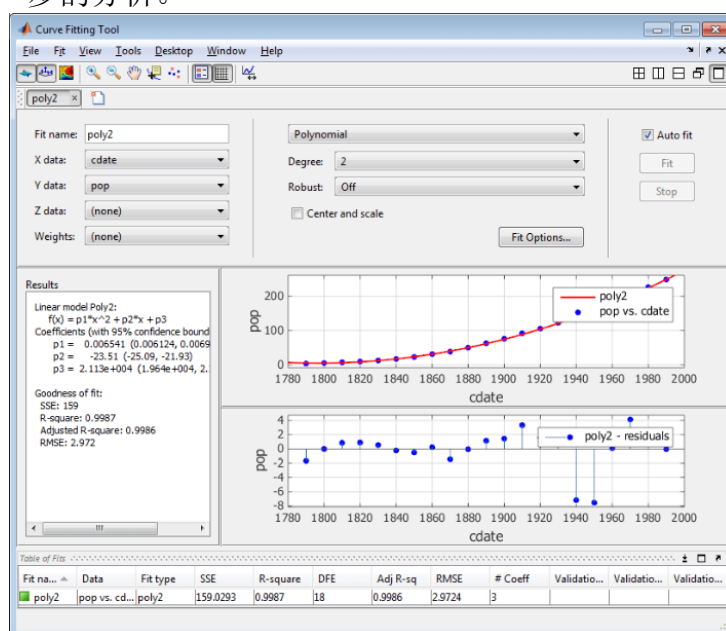 步的分析。
Curve Fitting Tool
File Fit View Tools Desktop Window Help
poly2
Fit name: poly2
X data: cdate
Y data: pop
Z data: (none)
Weights: (none)
Polynomial
Degree: 2
Robust: Off
Center and scale
Fit Options...
Auto fit
Fit
Stop
Results
Linear model Poly2:
f(x) = p1*x^2 + p2*x + p3
Coefficients (with 95% confidence bound
p1 = 0.006541 (0.006124, 0.0069
p2 = -23.51 (-25.09, -21.93)
p3 = 2.113e+004 (1.964e+004, 2.
Goodness of fit:
SSE: 159
R-square: 0.9987
Adjusted R-square: 0.9986
RMSE: 2.972
200
100
0
pop
1780 1800 1820 1840 1860 1880 1900 1920 1940 1960 1980 2000
cdate
poly2
pop vs. cdate
4
2
0
-2
-4
-6
-8
pop
1780 1800 1820 1840 1860 1880 1900 1920 1940 1960 1980 2000
cdate
poly2 - residuals
Table of Fits
Fit na... Data Fit type SSE R-square DFE Adj R-sq RMSE # Coeff Validatio... Validatio... Validatio...
poly2 pop vs. cd... poly2 159.0293 0.9987 18 0.9986 2.9724 3